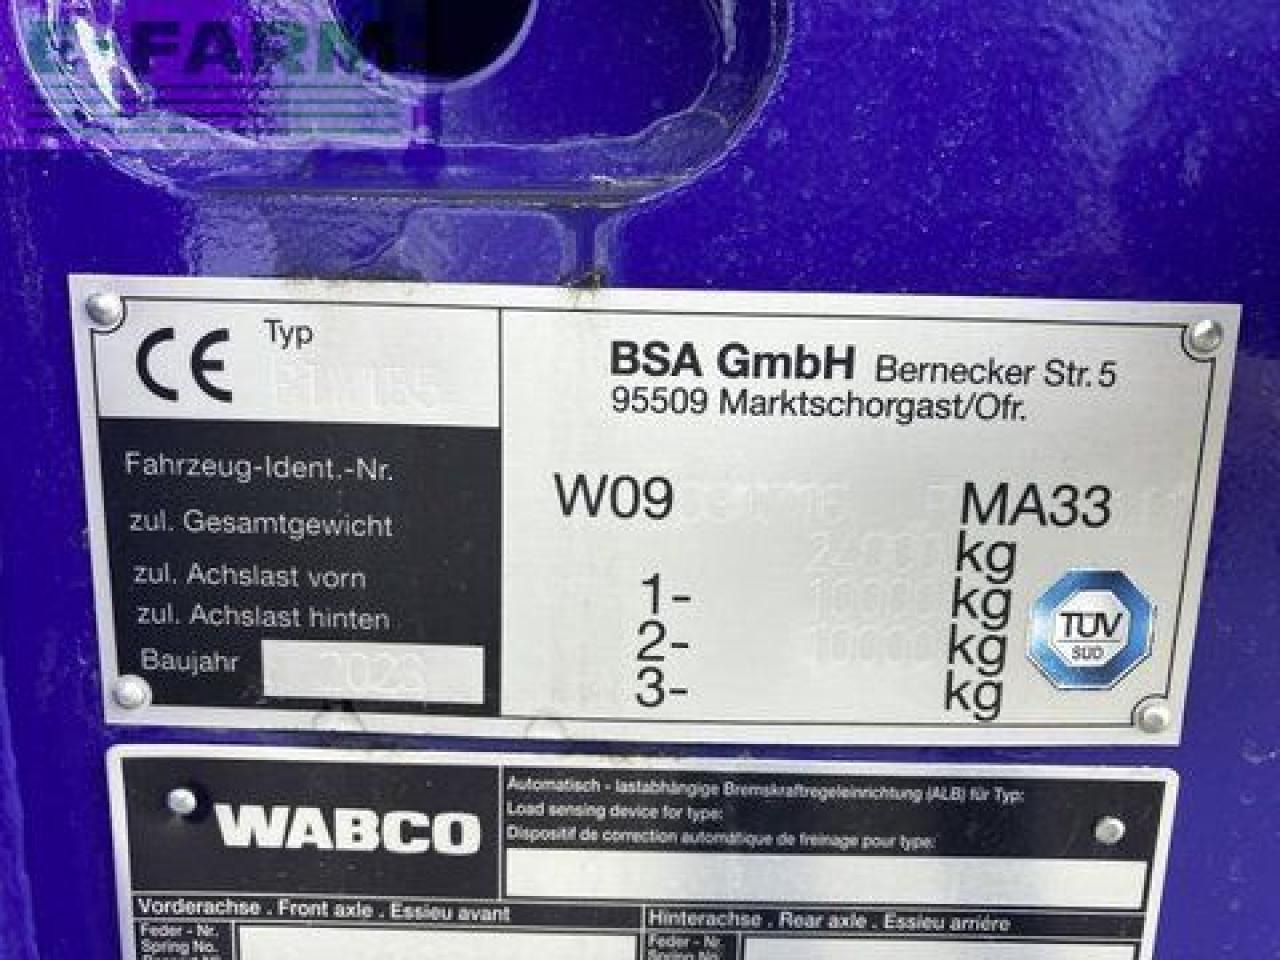 FARM
CE Typ
BSA GmbH Bernecker Str. 5
95509 Marktschorgast/Ofr.
Fahrzeug-Ident.-Nr. W09 MA33
zul. Gesamtgewicht kg
zul. Achslast vorn 1- kg
zul. Achslast hinten 2- kg
Baujahr 3- kg
TÜV
SÜD
WABCO
Automatisch - lastabhängige Bremskraftregeleinrichtung (ALB) für Typ:
Load sensing device for type:
Dispositif de correction automatique de freinage pour type:
Vorderachse . Front axle . Essieu avant
Hinterachse . Rear axle . Essieu arriére
Feder - Nr.
Spring No.
Feder - Nr.